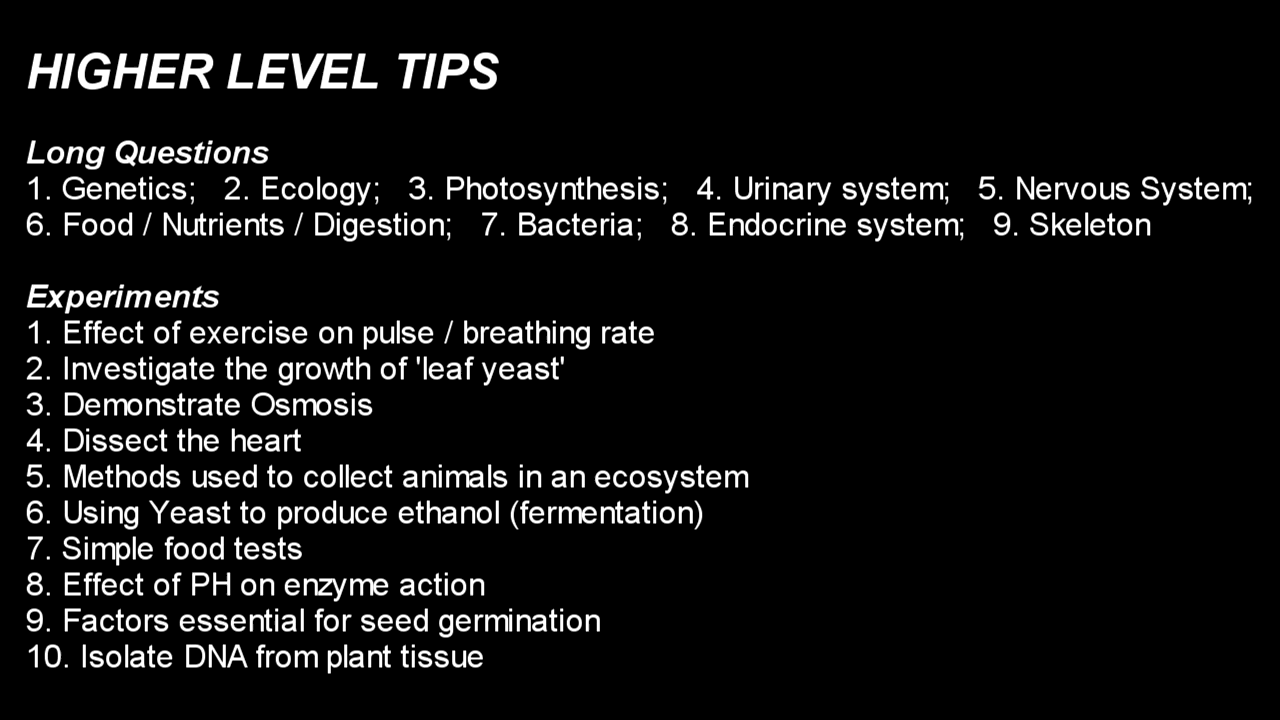 HIGHER LEVEL TIPS
Long Questions
1. Genetics; 2. Ecology; 3. Photosynthesis; 4. Urinary system; 5. Nervous System;
6. Food / Nutrients / Digestion; 7. Bacteria; 8. Endocrine system; 9. Skeleton
Experiments
1. Effect of exercise on pulse / breathing rate
2. Investigate the growth of 'leaf yeast'
3. Demonstrate Osmosis
4. Dissect the heart
5. Methods used to collect animals in an ecosystem
6. Using Yeast to produce ethanol (fermentation)
7. Simple food tests
8. Effect of PH on enzyme action
9. Factors essential for seed germination
10. Isolate DNA from plant tissue